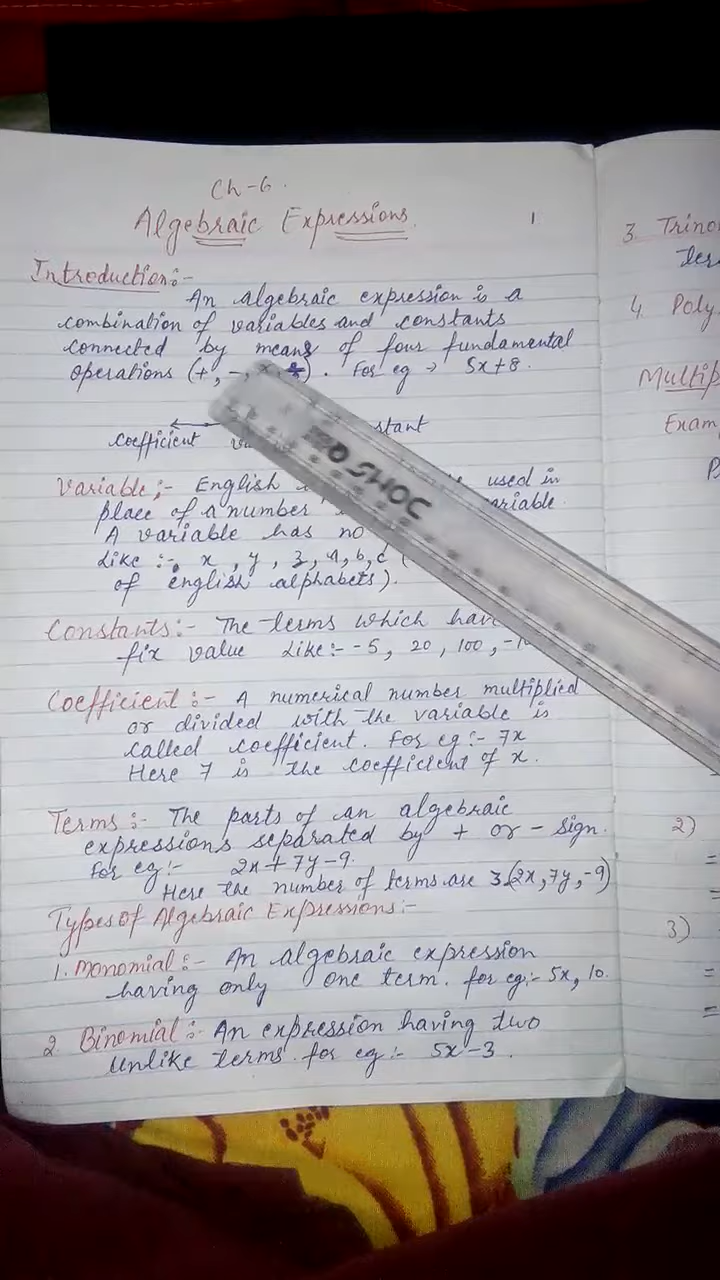 Ch-6.
Algebraic Expressions
1
Introduction:-
An algebraic expression is a
combination of variables and constants
connected by means of four fundamental
operations (+, -, ×, ÷). For eg → 5x+8.
stant
coefficient va
Variable:- English used in
place of a number ariable.
A variable has no
Like :- x, y, z, a, b, c (
of english alphabets).
Constants:- The terms which hav
fix value Like:- -5, 20, 100, -1
Coefficient:- A numerical number multiplied
or divided with the variable is
called coefficient. For eg:- 7x
Here 7 is the coefficient of x.
Terms:- The parts of an algebraic
expressions separated by + or - sign.
for eg:- 2x+7y-9.
Here the number of terms are 3(2x, 7y, -9)
Types of Algebraic Expressions:-
1. Monomial:- An algebraic expression
having only one term. for eg:- 5x, 10.
2 Binomial:- An expression having two
Unlike terms. for eg:- 5x-3.
3 Trino
ter
4. Poly
Multip
Exam
2)
=
=
3)
=
=